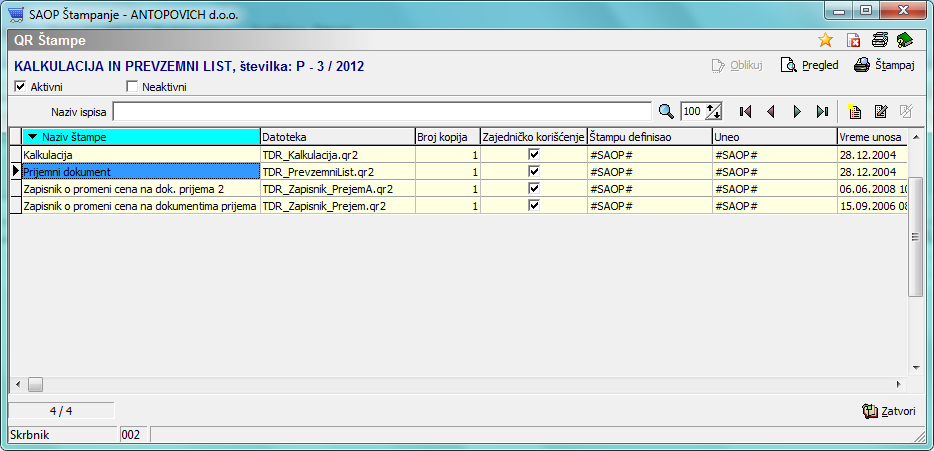 SAOP Štampanje - ANTOPOVICH d.o.o.
QR Štampe
KALKULACIJA IN PREVZEMNI LIST, številka: P - 3 / 2012
Oblikuj Pregled Štampaj
Aktivni Neaktivni
Naziv ispisa 100
Naziv štampe Datoteka Broj kopija Zajedničko korišćenje Štampu definisao Uneo Vreme unosa
Kalkulacija TDR_Kalkulacija.qr2 1 #SAOP# #SAOP# 28.12.2004
Prijemni dokument TDR_PrevzemniList.qr2 1 #SAOP# #SAOP# 28.12.2004
Zapisnik o promeni cena na dok. prijema 2 TDR_Zapisnik_PrejemA.qr2 1 #SAOP# #SAOP# 06.06.2008 10
Zapisnik o promeni cena na dokumentima prijema TDR_Zapisnik_Prejem.qr2 1 #SAOP# #SAOP# 15.09.2006 08
4 / 4
Zatvori
Skrbnik 002